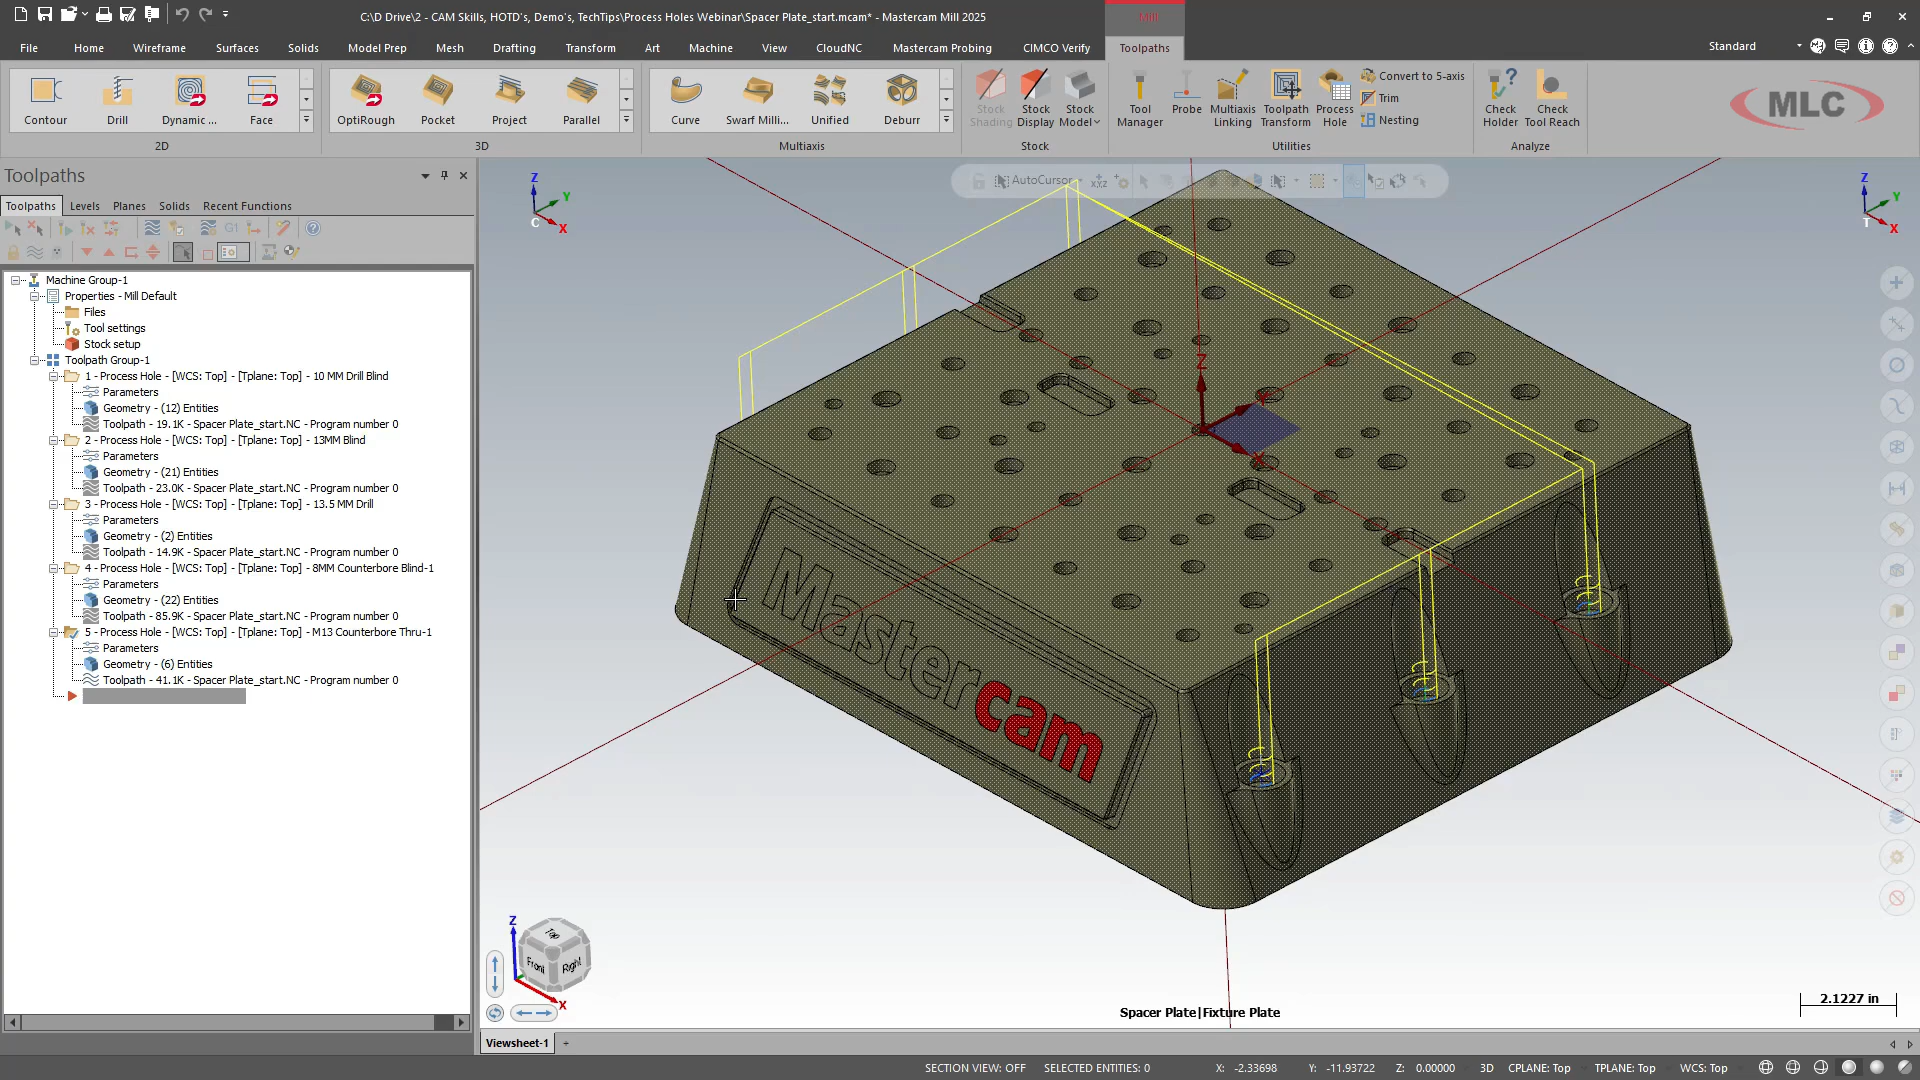 C:\D Drive\2 - CAM Skills, HOTD's, Demo's, TechTips\Process Holes Webinar\Spacer Plate_start.mcam* - Mastercam Mill 2025
Mill
File Home Wireframe Surfaces Solids Model Prep Mesh Drafting Transform Art Machine View CloudNC Mastercam Probing CIMCO Verify Toolpaths
Standard
Contour Drill Dynamic ... Face
2D
OptiRough Pocket Project Parallel
3D
Curve Swarf Milli... Unified Deburr
Multiaxis
Stock Shading
Stock Display
Stock Model
Stock
Tool Manager
Probe
Multiaxis Linking
Toolpath Transform
Process Hole
Convert to 5-axis
Trim
Nesting
Utilities
Check Holder
Check Tool Reach
Analyze
MLC
Toolpaths
Toolpaths Levels Planes Solids Recent Functions
G1
Machine Group-1
Properties - Mill Default
Files
Tool settings
Stock setup
Toolpath Group-1
1 - Process Hole - [WCS: Top] - [Tplane: Top] - 10 MM Drill Blind
Parameters
Geometry - (12) Entities
Toolpath - 19.1K - Spacer Plate_start.NC - Program number 0
2 - Process Hole - [WCS: Top] - [Tplane: Top] - 13MM Blind
Parameters
Geometry - (21) Entities
Toolpath - 23.0K - Spacer Plate_start.NC - Program number 0
3 - Process Hole - [WCS: Top] - [Tplane: Top] - 13.5 MM Drill
Parameters
Geometry - (2) Entities
Toolpath - 14.9K - Spacer Plate_start.NC - Program number 0
4 - Process Hole - [WCS: Top] - [Tplane: Top] - 8MM Counterbore Blind-1
Parameters
Geometry - (22) Entities
Toolpath - 85.9K - Spacer Plate_start.NC - Program number 0
5 - Process Hole - [WCS: Top] - [Tplane: Top] - M13 Counterbore Thru-1
Parameters
Geometry - (6) Entities
Toolpath - 41.1K - Spacer Plate_start.NC - Program number 0
AutoCursor
Z
Y
X
C
Z
Y
X
T
Z
Y
X
Mastercam
Z
Top
Front
Right
X
Spacer Plate|Fixture Plate
2.1227 in
Viewsheet-1 +
SECTION VIEW: OFF SELECTED ENTITIES: 0 X: -2.33698 Y: -11.93722 Z: 0.00000 3D CPLANE: Top TPLANE: Top WCS: Top